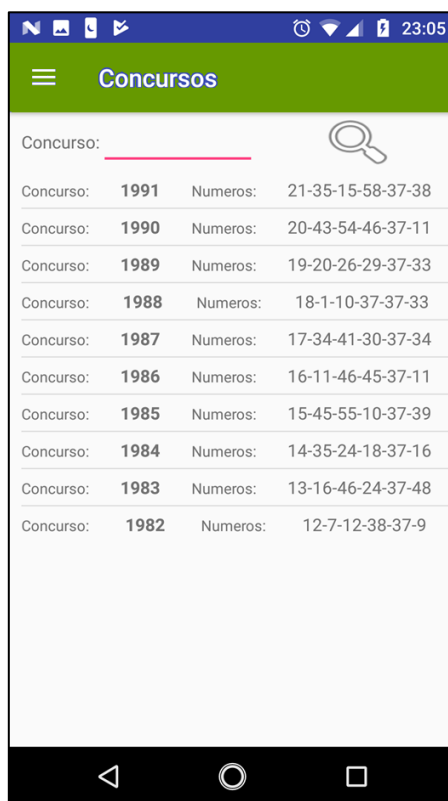 23:05
Concursos
Concurso:
Concurso: 1991 Numeros: 21-35-15-58-37-38
Concurso: 1990 Numeros: 20-43-54-46-37-11
Concurso: 1989 Numeros: 19-20-26-29-37-33
Concurso: 1988 Numeros: 18-1-10-37-37-33
Concurso: 1987 Numeros: 17-34-41-30-37-34
Concurso: 1986 Numeros: 16-11-46-45-37-11
Concurso: 1985 Numeros: 15-45-55-10-37-39
Concurso: 1984 Numeros: 14-35-24-18-37-16
Concurso: 1983 Numeros: 13-16-46-24-37-48
Concurso: 1982 Numeros: 12-7-12-38-37-9